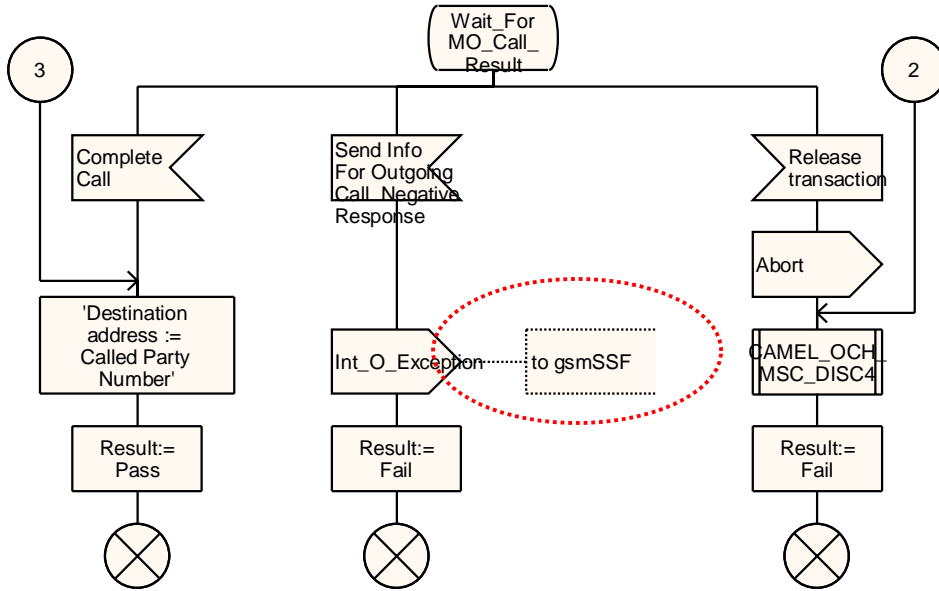 Wait_For
MO_Call_
Result
3
2
Complete
Call
Send Info
For Outgoing
Call_Negative
Response
Release
transaction
Abort
'Destination
address :=
Called Party
Number'
Int_O_Exception
to gsmSSF
CAMEL_OCH_
MSC_DISC4
Result:=
Pass
Result:=
Fail
Result:=
Fail